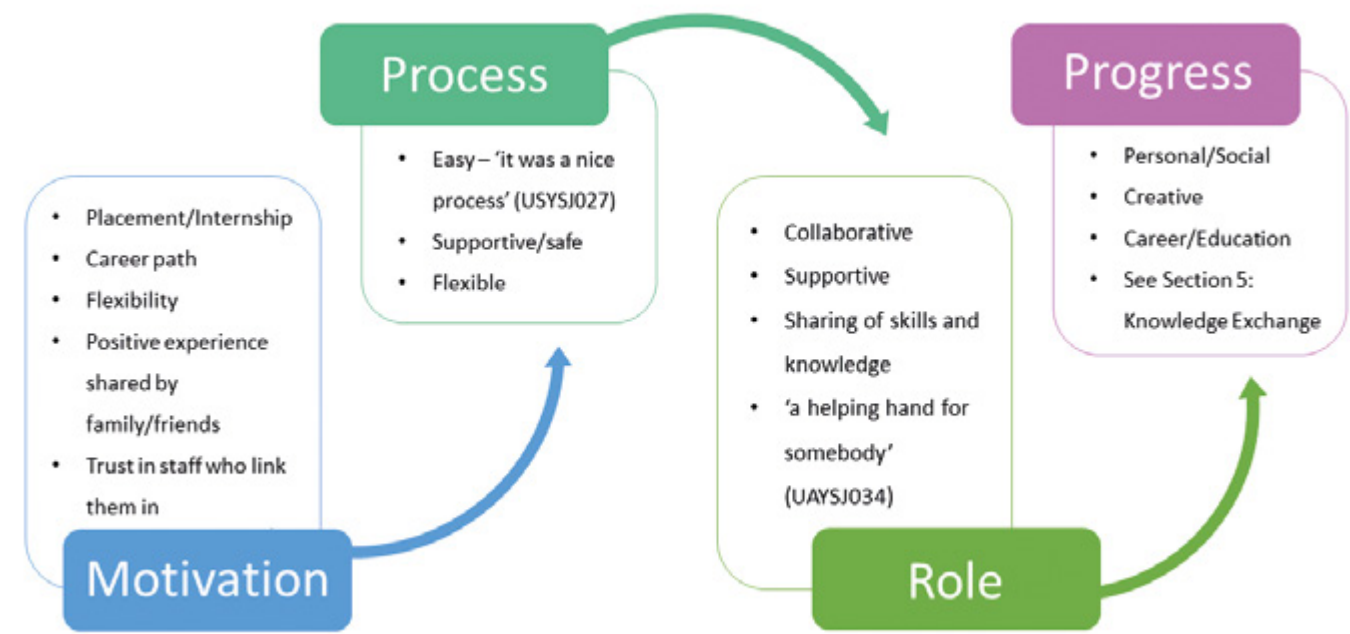 Motivation
• Placement/Internship
• Career path
• Flexibility
• Positive experience
shared by
family/friends
• Trust in staff who link
them in
Process
• Easy – ‘it was a nice
process’ (USYSJ027)
• Supportive/safe
• Flexible
Role
• Collaborative
• Supportive
• Sharing of skills and
knowledge
• ‘a helping hand for
somebody’
(UAYSJ034)
Progress
• Personal/Social
• Creative
• Career/Education
• See Section 5:
Knowledge Exchange